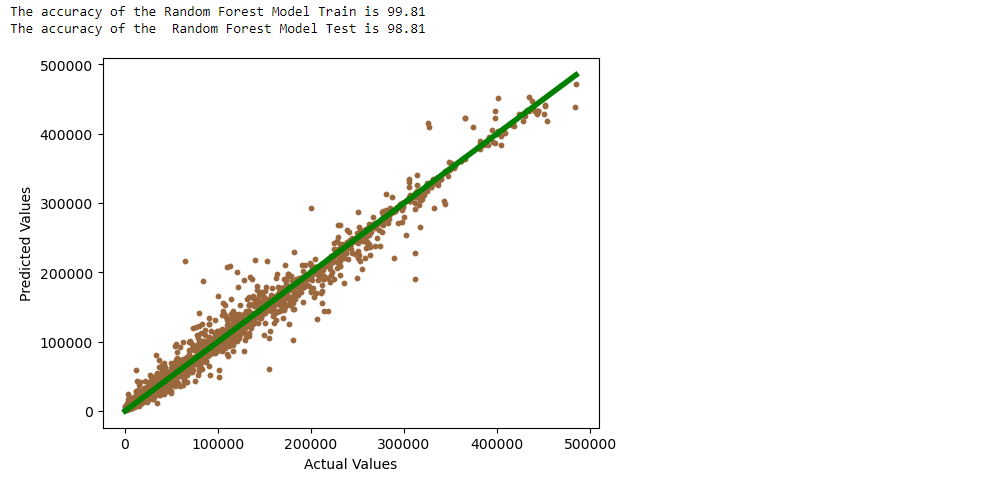 The accuracy of the Random Forest Model Train is 99.81
The accuracy of the  Random Forest Model Test is 98.81
500000
400000
300000
200000
100000
0
Predicted Values
0 100000 200000 300000 400000 500000
Actual Values